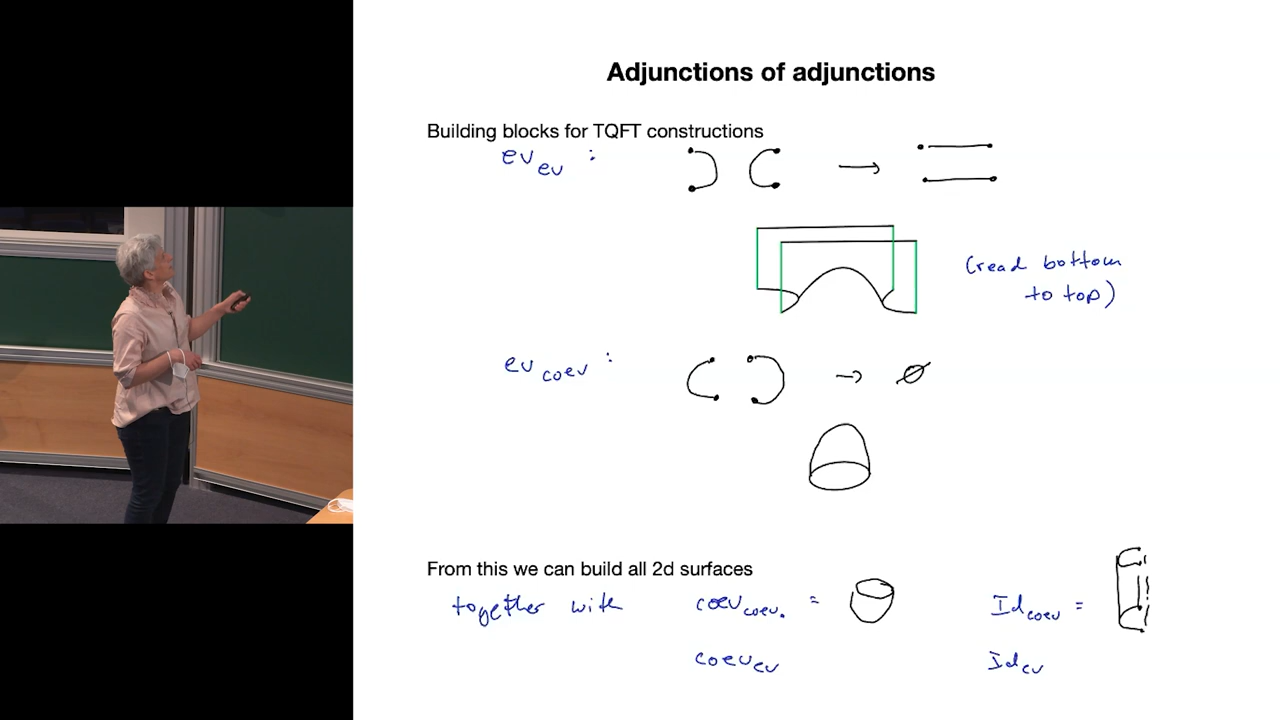 Adjunctions of adjunctions
Building blocks for TQFT constructions
ev_ev :
→
(read bottom
to top)
ev_coev :
→ ∅
From this we can build all 2d surfaces
together with coev_coev. = Id_coev =
coev_ev Id_ev